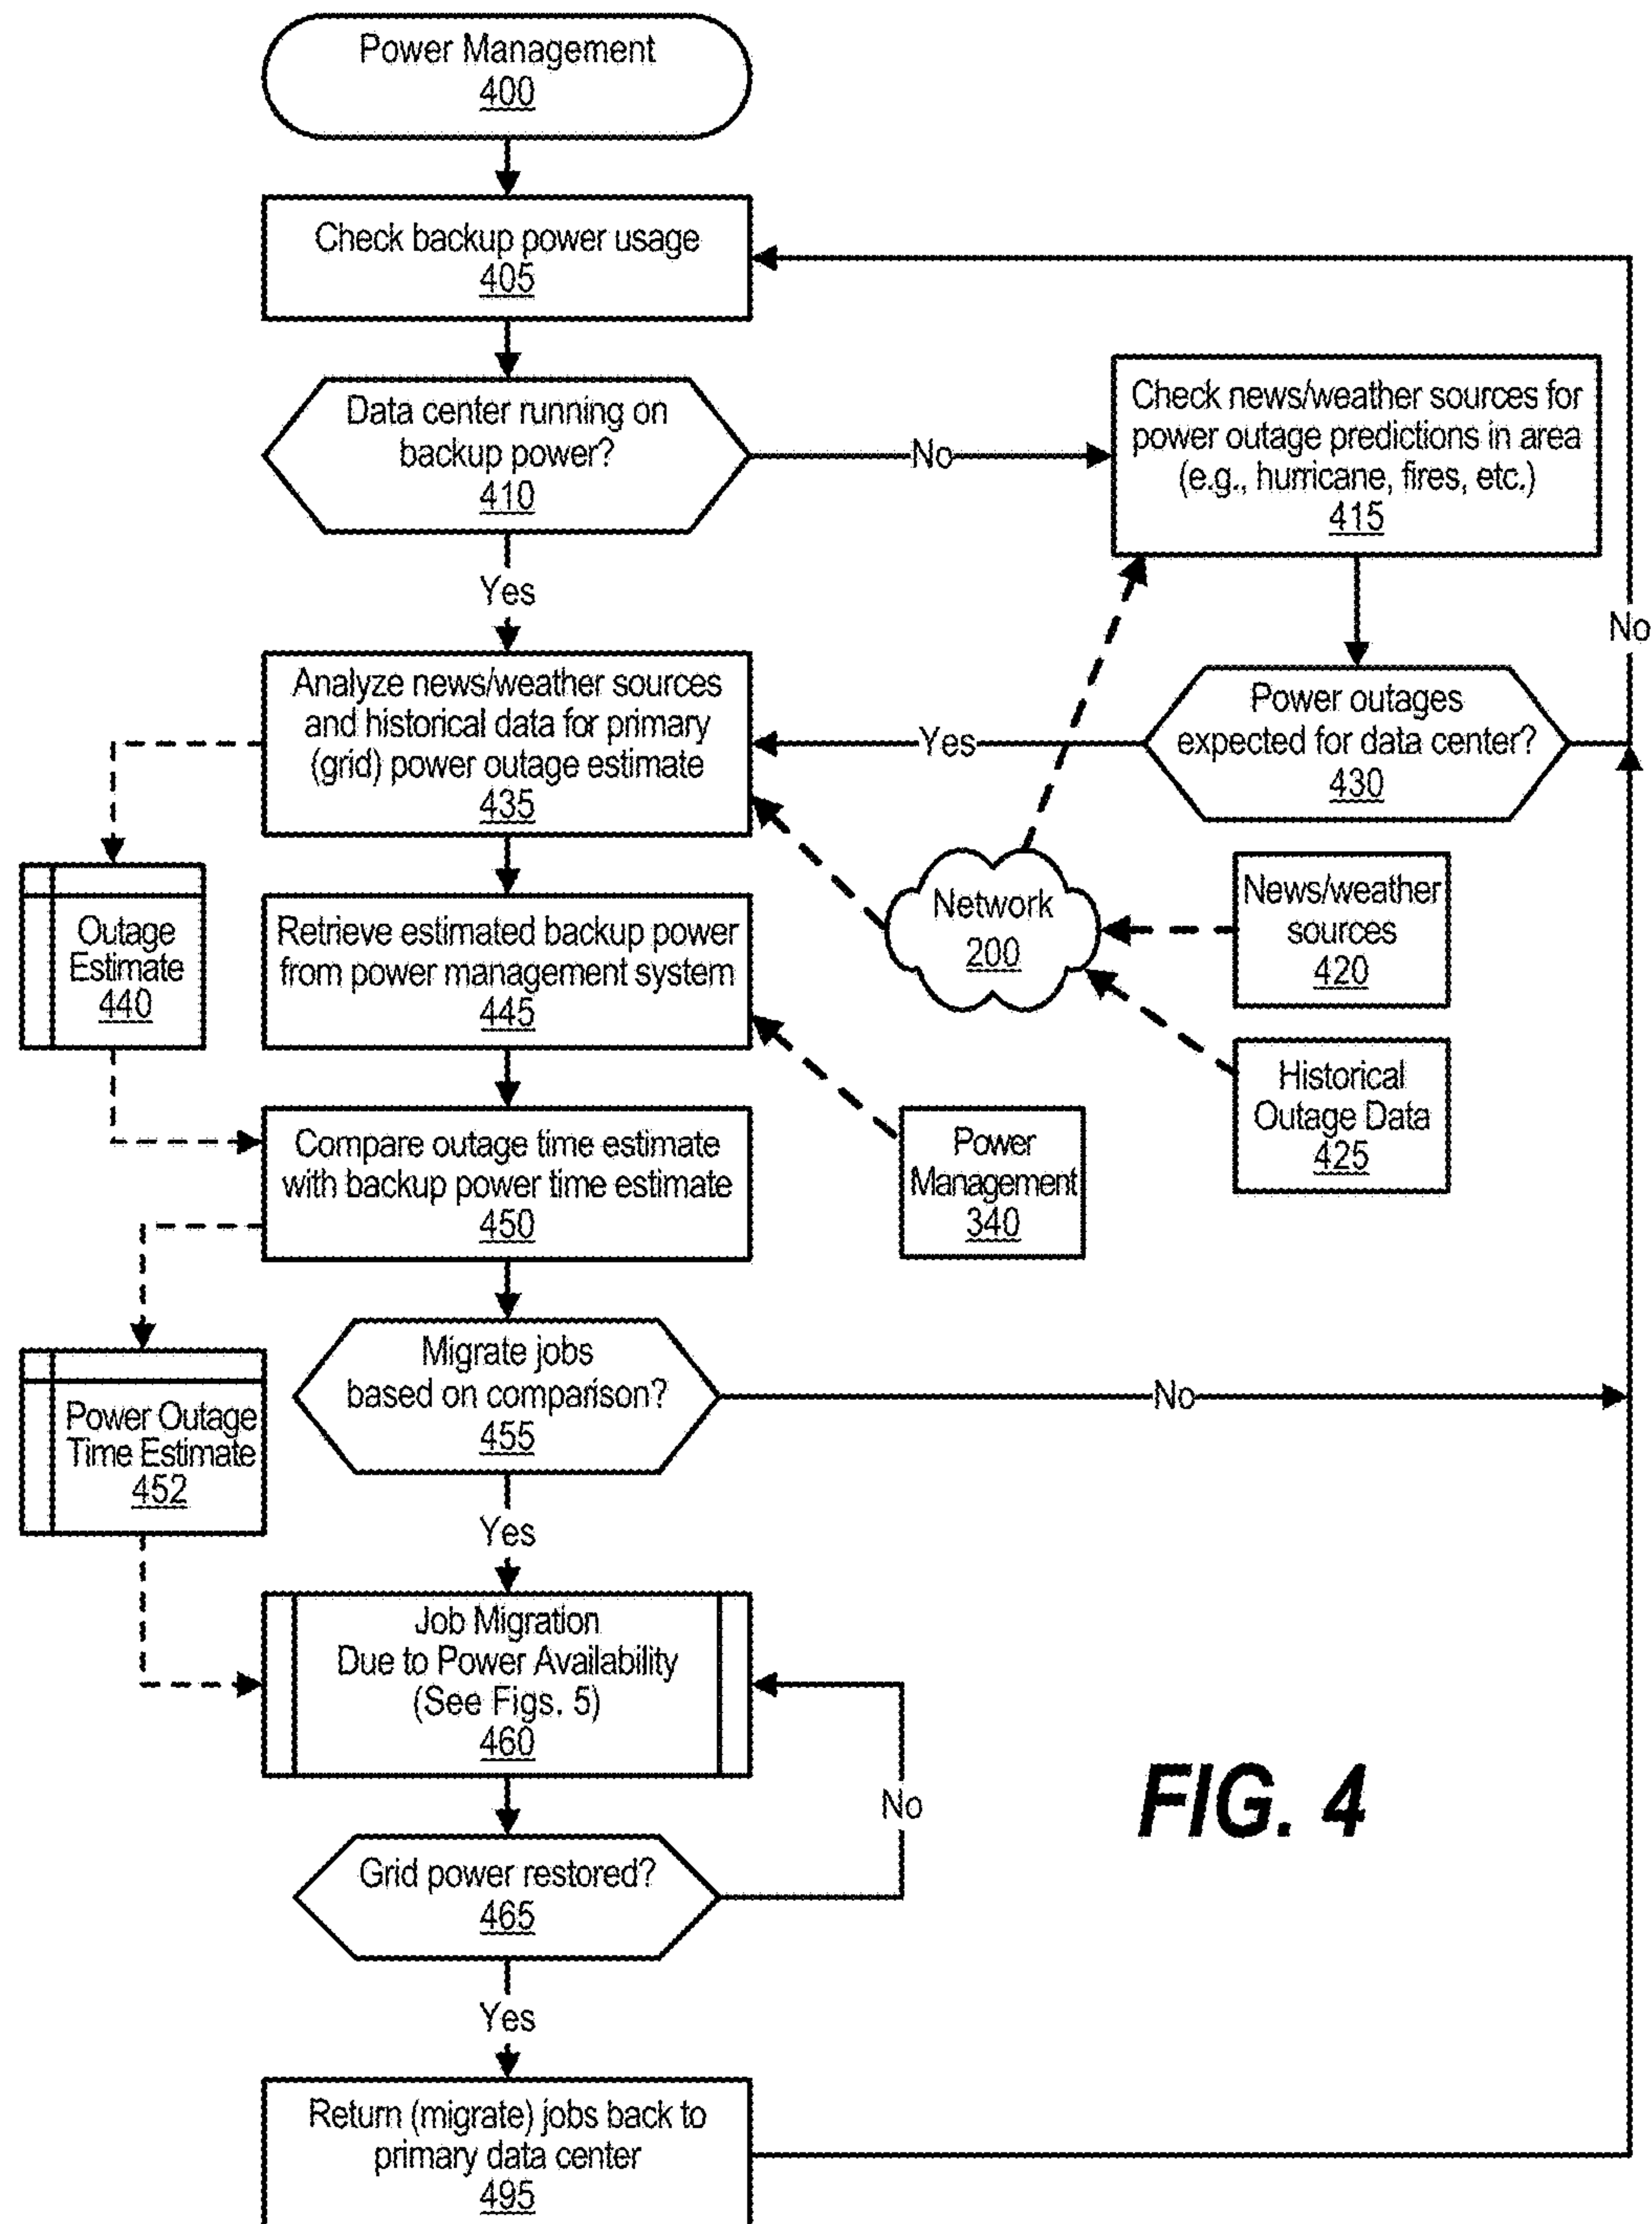 Power Management
400
Check backup power usage
405
Data center running on
backup power?
410
No
Check news/weather sources for
power outage predictions in area
(e.g., hurricane, fires, etc.)
415
Yes
No
Analyze news/weather sources
and historical data for primary
(grid) power outage estimate
435
Yes
Power outages
expected for data center?
430
Outage
Estimate
440
Retrieve estimated backup power
from power management system
445
Network
200
News/weather
sources
420
Historical
Outage Data
425
Compare outage time estimate
with backup power time estimate
450
Power
Management
340
Migrate jobs
based on comparison?
455
No
Power Outage
Time Estimate
452
Yes
Job Migration
Due to Power Availability
(See Figs. 5)
460
No
FIG. 4
Grid power restored?
465
Yes
Return (migrate) jobs back to
primary data center
495